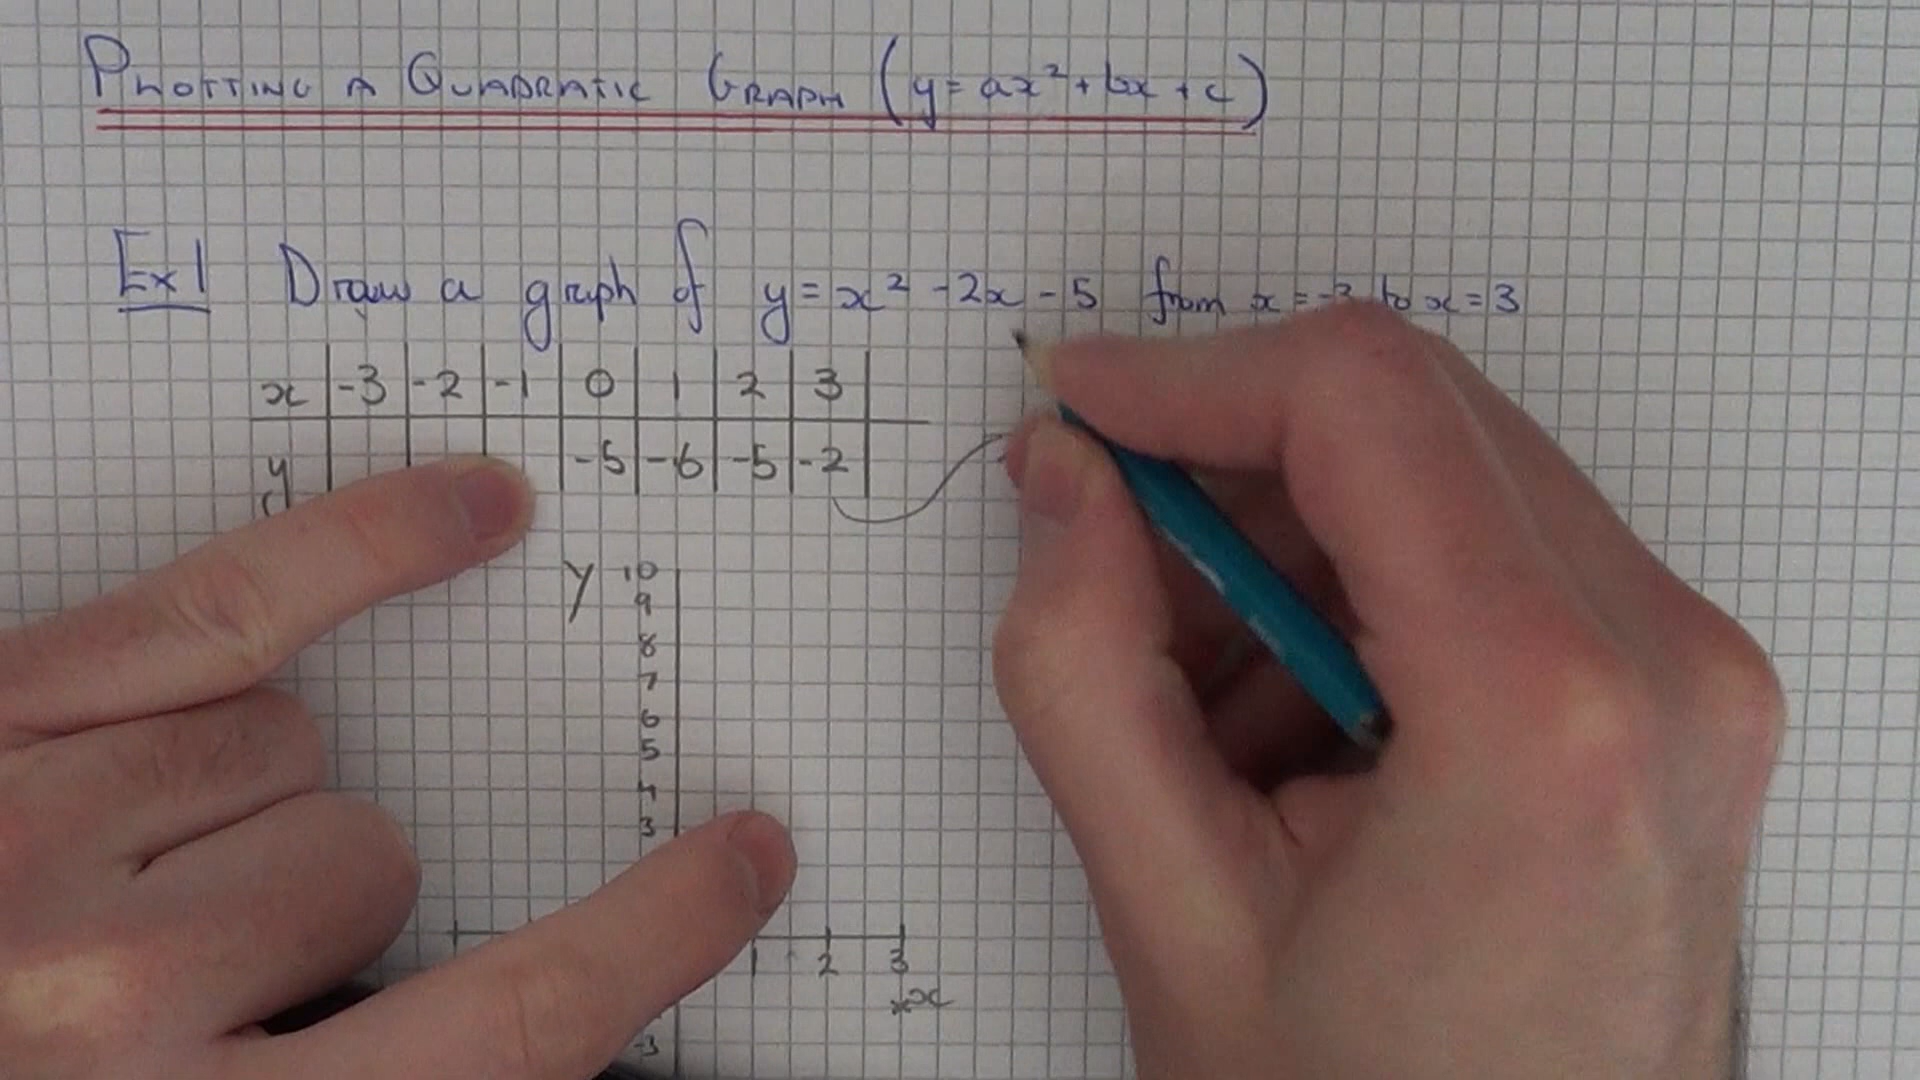 PLOTTING A QUADRATIC GRAPH (y = ax² + bx + c)
Ex1 Draw a graph of y = x² - 2x - 5 from x = -3 to x = 3
x -3 -2 -1 0 1 2 3
y -5 -6 -5 -2
y 10
9
8
7
6
5
4
3
1 2 3
x
-3